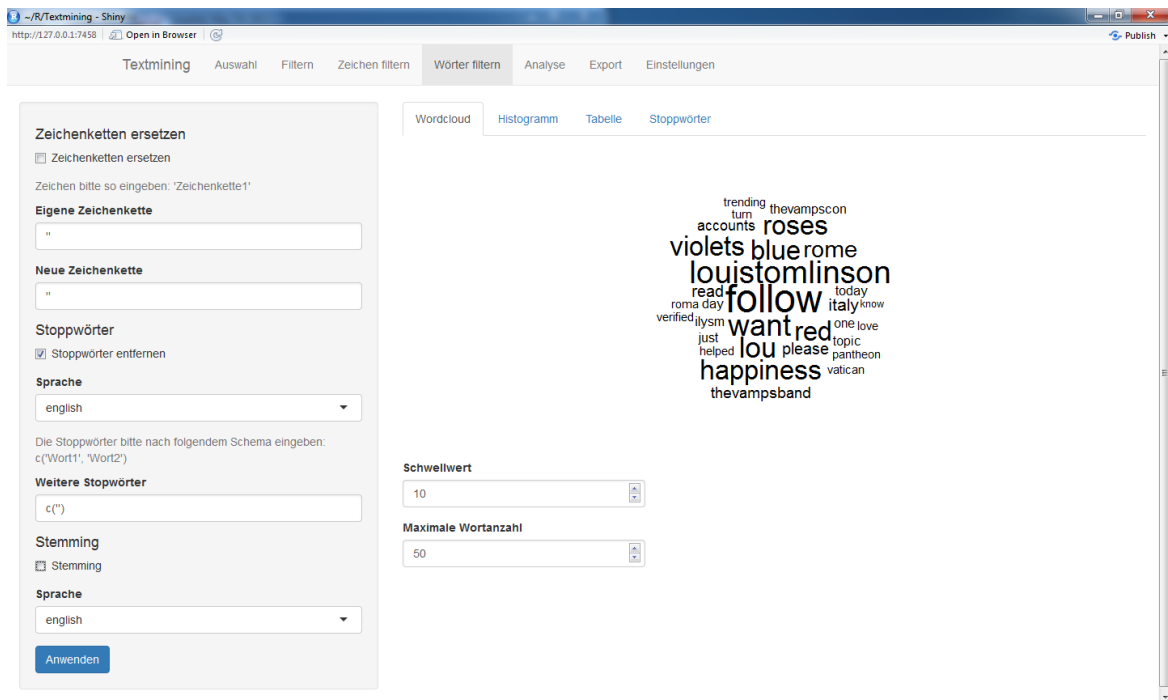 ~/R/Textmining - Shiny
http://127.0.0.1:7458 Open in Browser Publish
Textmining Auswahl Filtern Zeichen filtern Wörter filtern Analyse Export Einstellungen
Zeichenketten ersetzen
Zeichenketten ersetzen
Zeichen bitte so eingeben: 'Zeichenkette1'
Eigene Zeichenkette
''
Neue Zeichenkette
''
Stoppwörter
Stoppwörter entfernen
Sprache
english
Die Stoppwörter bitte nach folgendem Schema eingeben:
c('Wort1', 'Wort2')
Weitere Stopwörter
c('')
Stemming
Stemming
Sprache
english
Anwenden
Wordcloud Histogramm Tabelle Stoppwörter
trending
turn thevampscon
accounts roses
violets blue rome
louistomlinson
read follow today
roma day italy know
verified ilysm want red one love
just lou please topic
helped pantheon
happiness vatican
thevampsband
Schwellwert
10
Maximale Wortanzahl
50